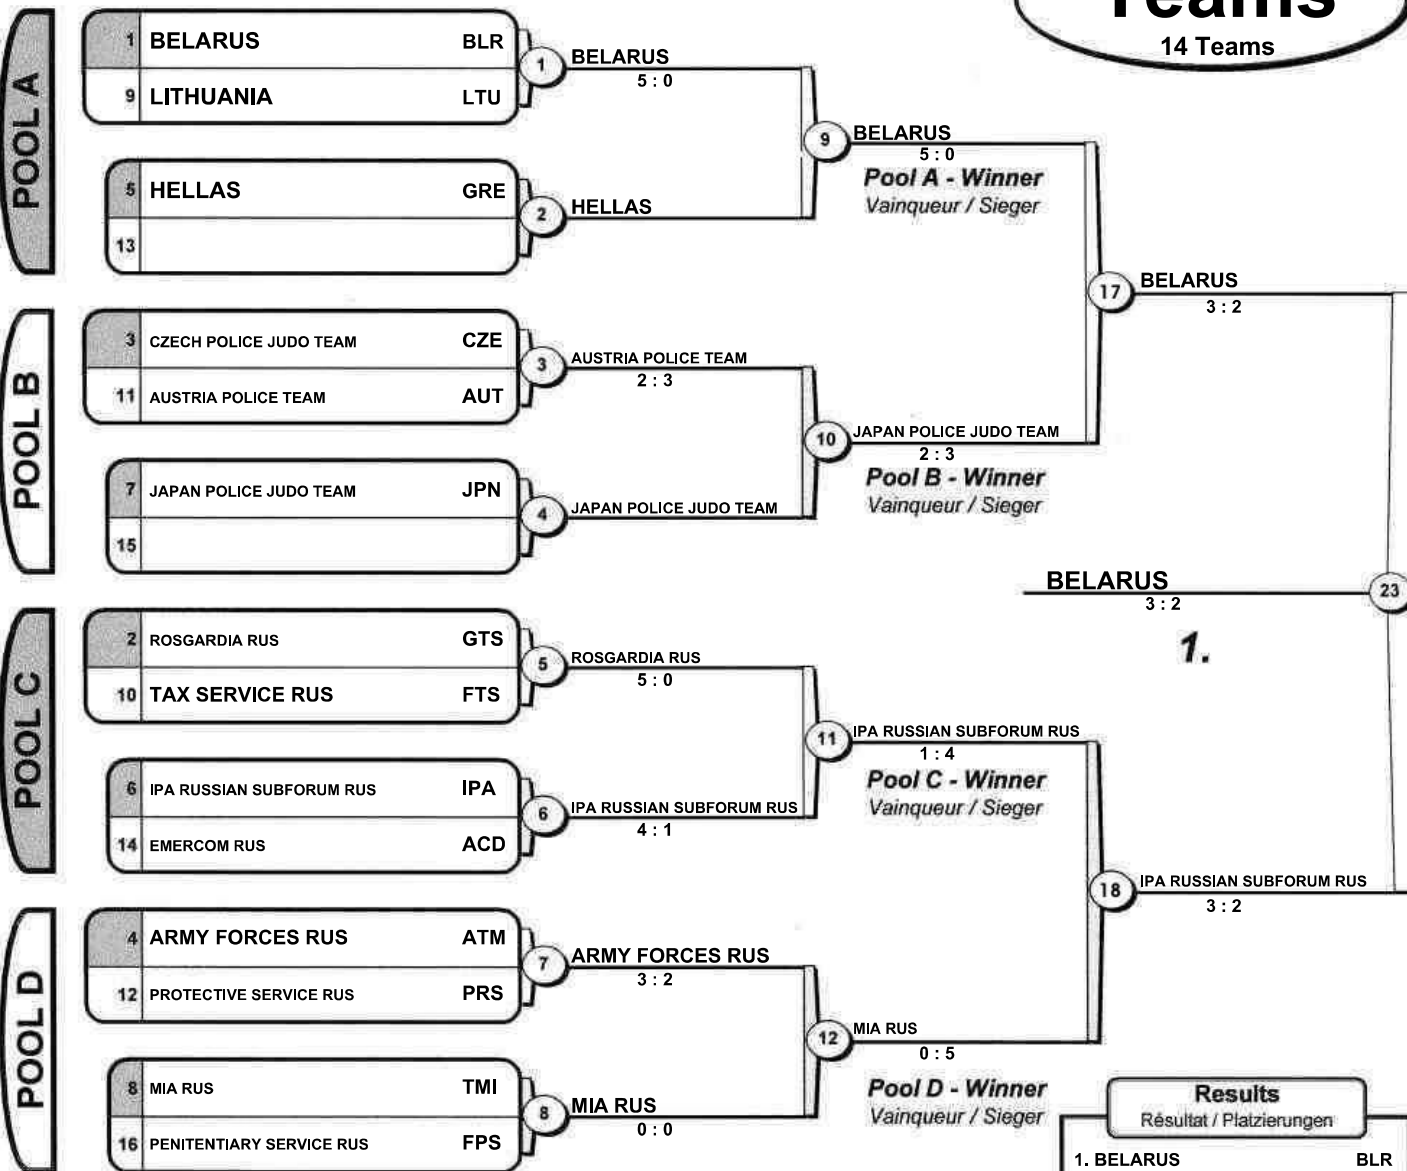 Teams
14 Teams
POOL A
1 BELARUS BLR
9 LITHUANIA LTU
1 BELARUS
5 : 0
5 HELLAS GRE
13
2 HELLAS
9 BELARUS
5 : 0
Pool A - Winner
Vainqueur / Sieger
POOL B
3 CZECH POLICE JUDO TEAM CZE
11 AUSTRIA POLICE TEAM AUT
3 AUSTRIA POLICE TEAM
2 : 3
7 JAPAN POLICE JUDO TEAM JPN
15
4 JAPAN POLICE JUDO TEAM
10 JAPAN POLICE JUDO TEAM
2 : 3
Pool B - Winner
Vainqueur / Sieger
17 BELARUS
3 : 2
BELARUS 23
3 : 2
1.
POOL C
2 ROSGARDIA RUS GTS
10 TAX SERVICE RUS FTS
5 ROSGARDIA RUS
5 : 0
6 IPA RUSSIAN SUBFORUM RUS IPA
14 EMERCOM RUS ACD
6 IPA RUSSIAN SUBFORUM RUS
4 : 1
11 IPA RUSSIAN SUBFORUM RUS
1 : 4
Pool C - Winner
Vainqueur / Sieger
18 IPA RUSSIAN SUBFORUM RUS
3 : 2
POOL D
4 ARMY FORCES RUS ATM
12 PROTECTIVE SERVICE RUS PRS
7 ARMY FORCES RUS
3 : 2
8 MIA RUS TMI
16 PENITENTIARY SERVICE RUS FPS
8 MIA RUS
0 : 0
12 MIA RUS
0 : 5
Pool D - Winner
Vainqueur / Sieger
Results
Résultat / Platzierungen
1. BELARUS BLR